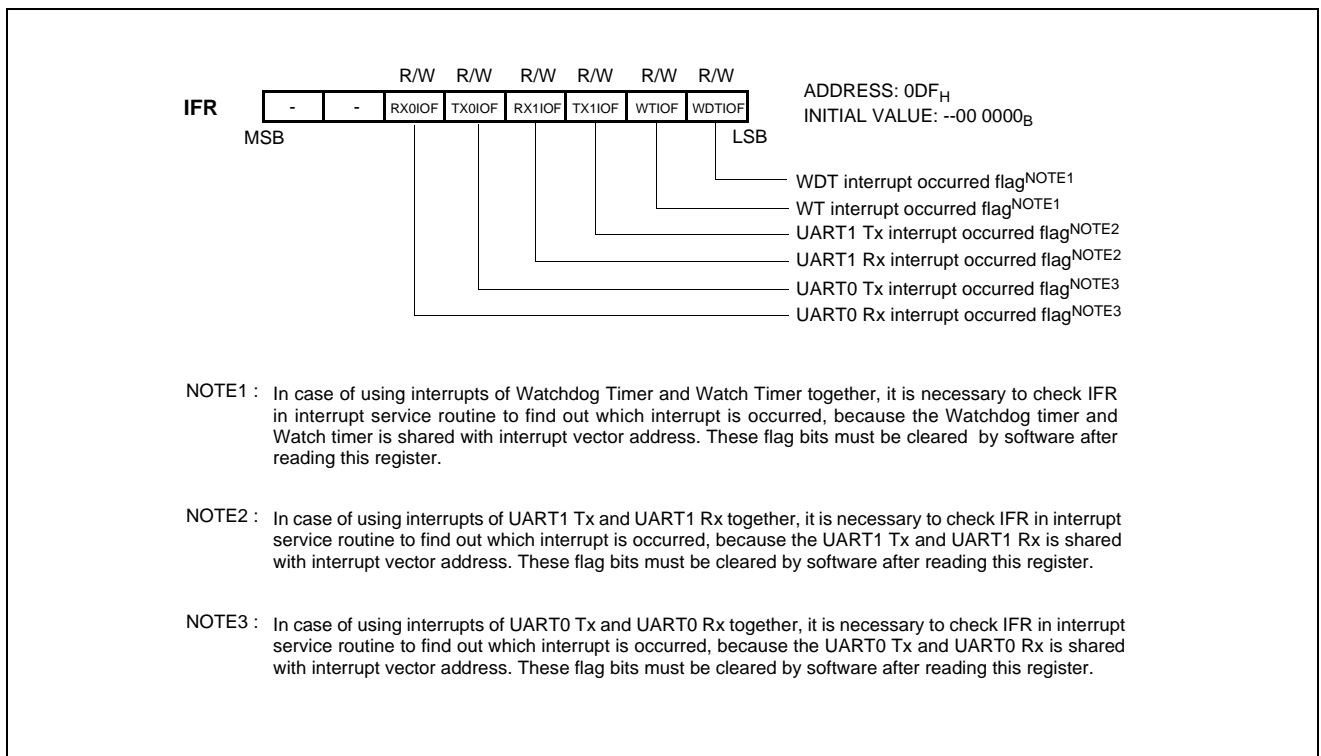 R/W R/W R/W R/W R/W R/W
IFR - - RX0IOF TX0IOF RX1IOF TX1IOF WTIOF WDTIOF
MSB LSB
ADDRESS: 0DFH
INITIAL VALUE: --00 0000B
WDT interrupt occurred flagNOTE1
WT interrupt occurred flagNOTE1
UART1 Tx interrupt occurred flagNOTE2
UART1 Rx interrupt occurred flagNOTE2
UART0 Tx interrupt occurred flagNOTE3
UART0 Rx interrupt occurred flagNOTE3
NOTE1 : In case of using interrupts of Watchdog Timer and Watch Timer together, it is necessary to check IFR
in interrupt service routine to find out which interrupt is occurred, because the Watchdog timer and
Watch timer is shared with interrupt vector address. These flag bits must be cleared by software after
reading this register.
NOTE2 : In case of using interrupts of UART1 Tx and UART1 Rx together, it is necessary to check IFR in interrupt
service routine to find out which interrupt is occurred, because the UART1 Tx and UART1 Rx is shared
with interrupt vector address. These flag bits must be cleared by software after reading this register.
NOTE3 : In case of using interrupts of UART0 Tx and UART0 Rx together, it is necessary to check IFR in interrupt
service routine to find out which interrupt is occurred, because the UART0 Tx and UART0 Rx is shared
with interrupt vector address. These flag bits must be cleared by software after reading this register.